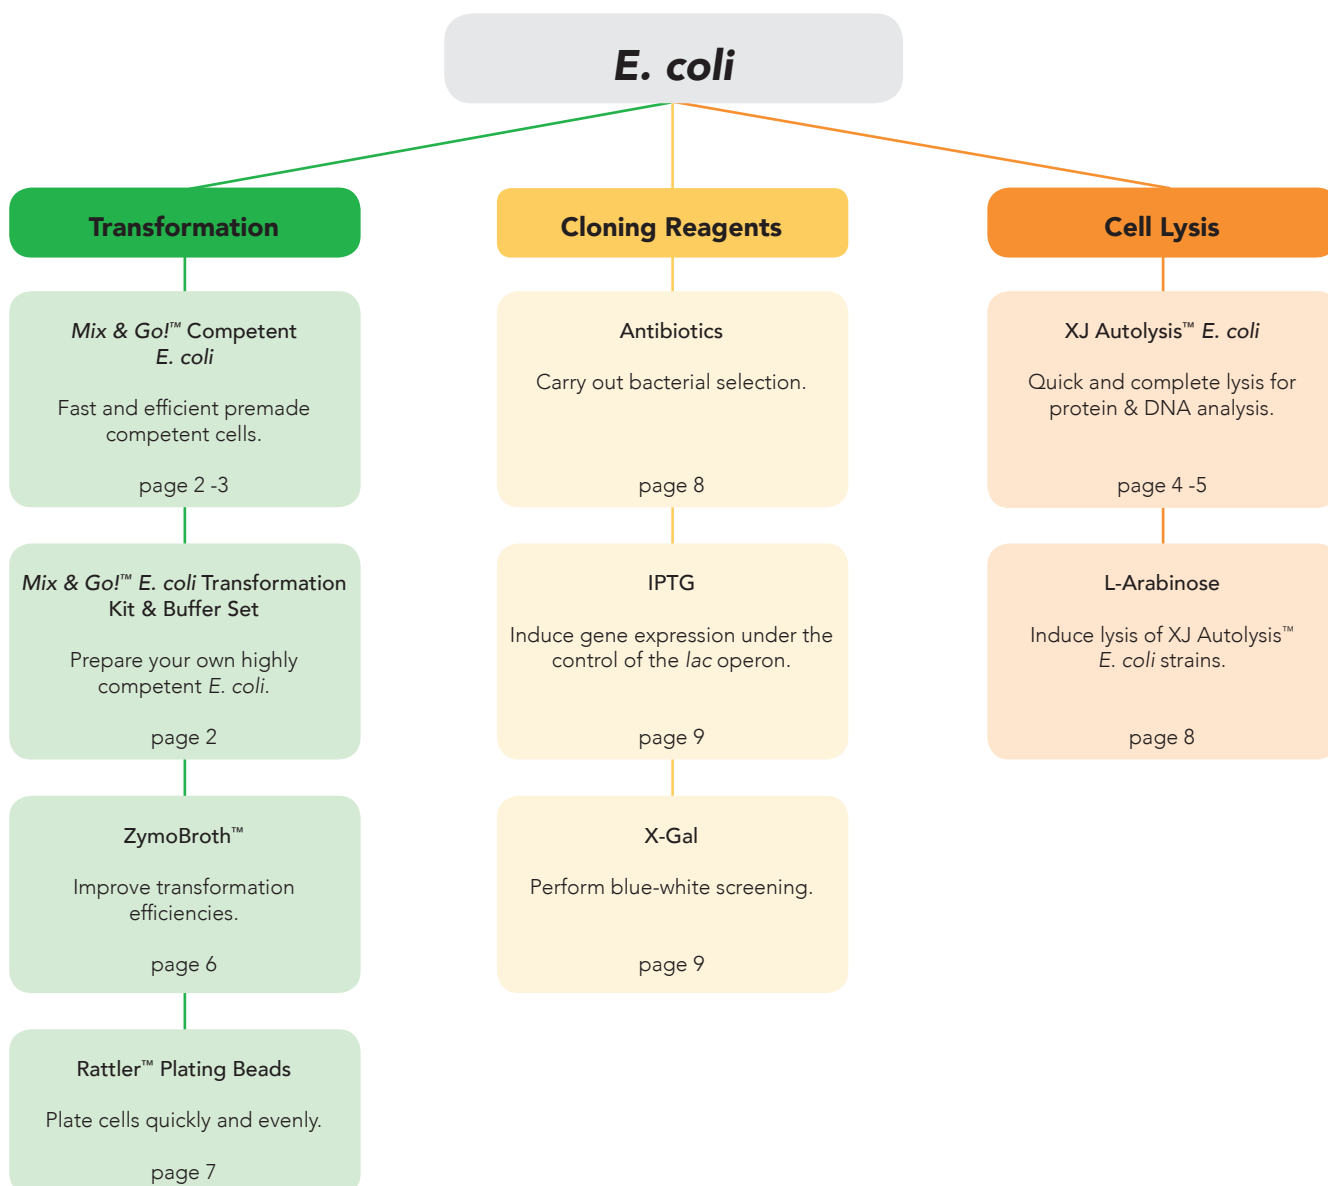 E. coli
Transformation
Mix & Go!™ Competent
E. coli
Fast and efficient premade
competent cells.
page 2 -3
Mix & Go!™ E. coli Transformation
Kit & Buffer Set
Prepare your own highly
competent E. coli.
page 2
ZymoBroth™
Improve transformation
efficiencies.
page 6
Rattler™ Plating Beads
Plate cells quickly and evenly.
page 7
Cloning Reagents
Antibiotics
Carry out bacterial selection.
page 8
IPTG
Induce gene expression under the
control of the lac operon.
page 9
X-Gal
Perform blue-white screening.
page 9
Cell Lysis
XJ Autolysis™ E. coli
Quick and complete lysis for
protein & DNA analysis.
page 4 -5
L-Arabinose
Induce lysis of XJ Autolysis™
E. coli strains.
page 8